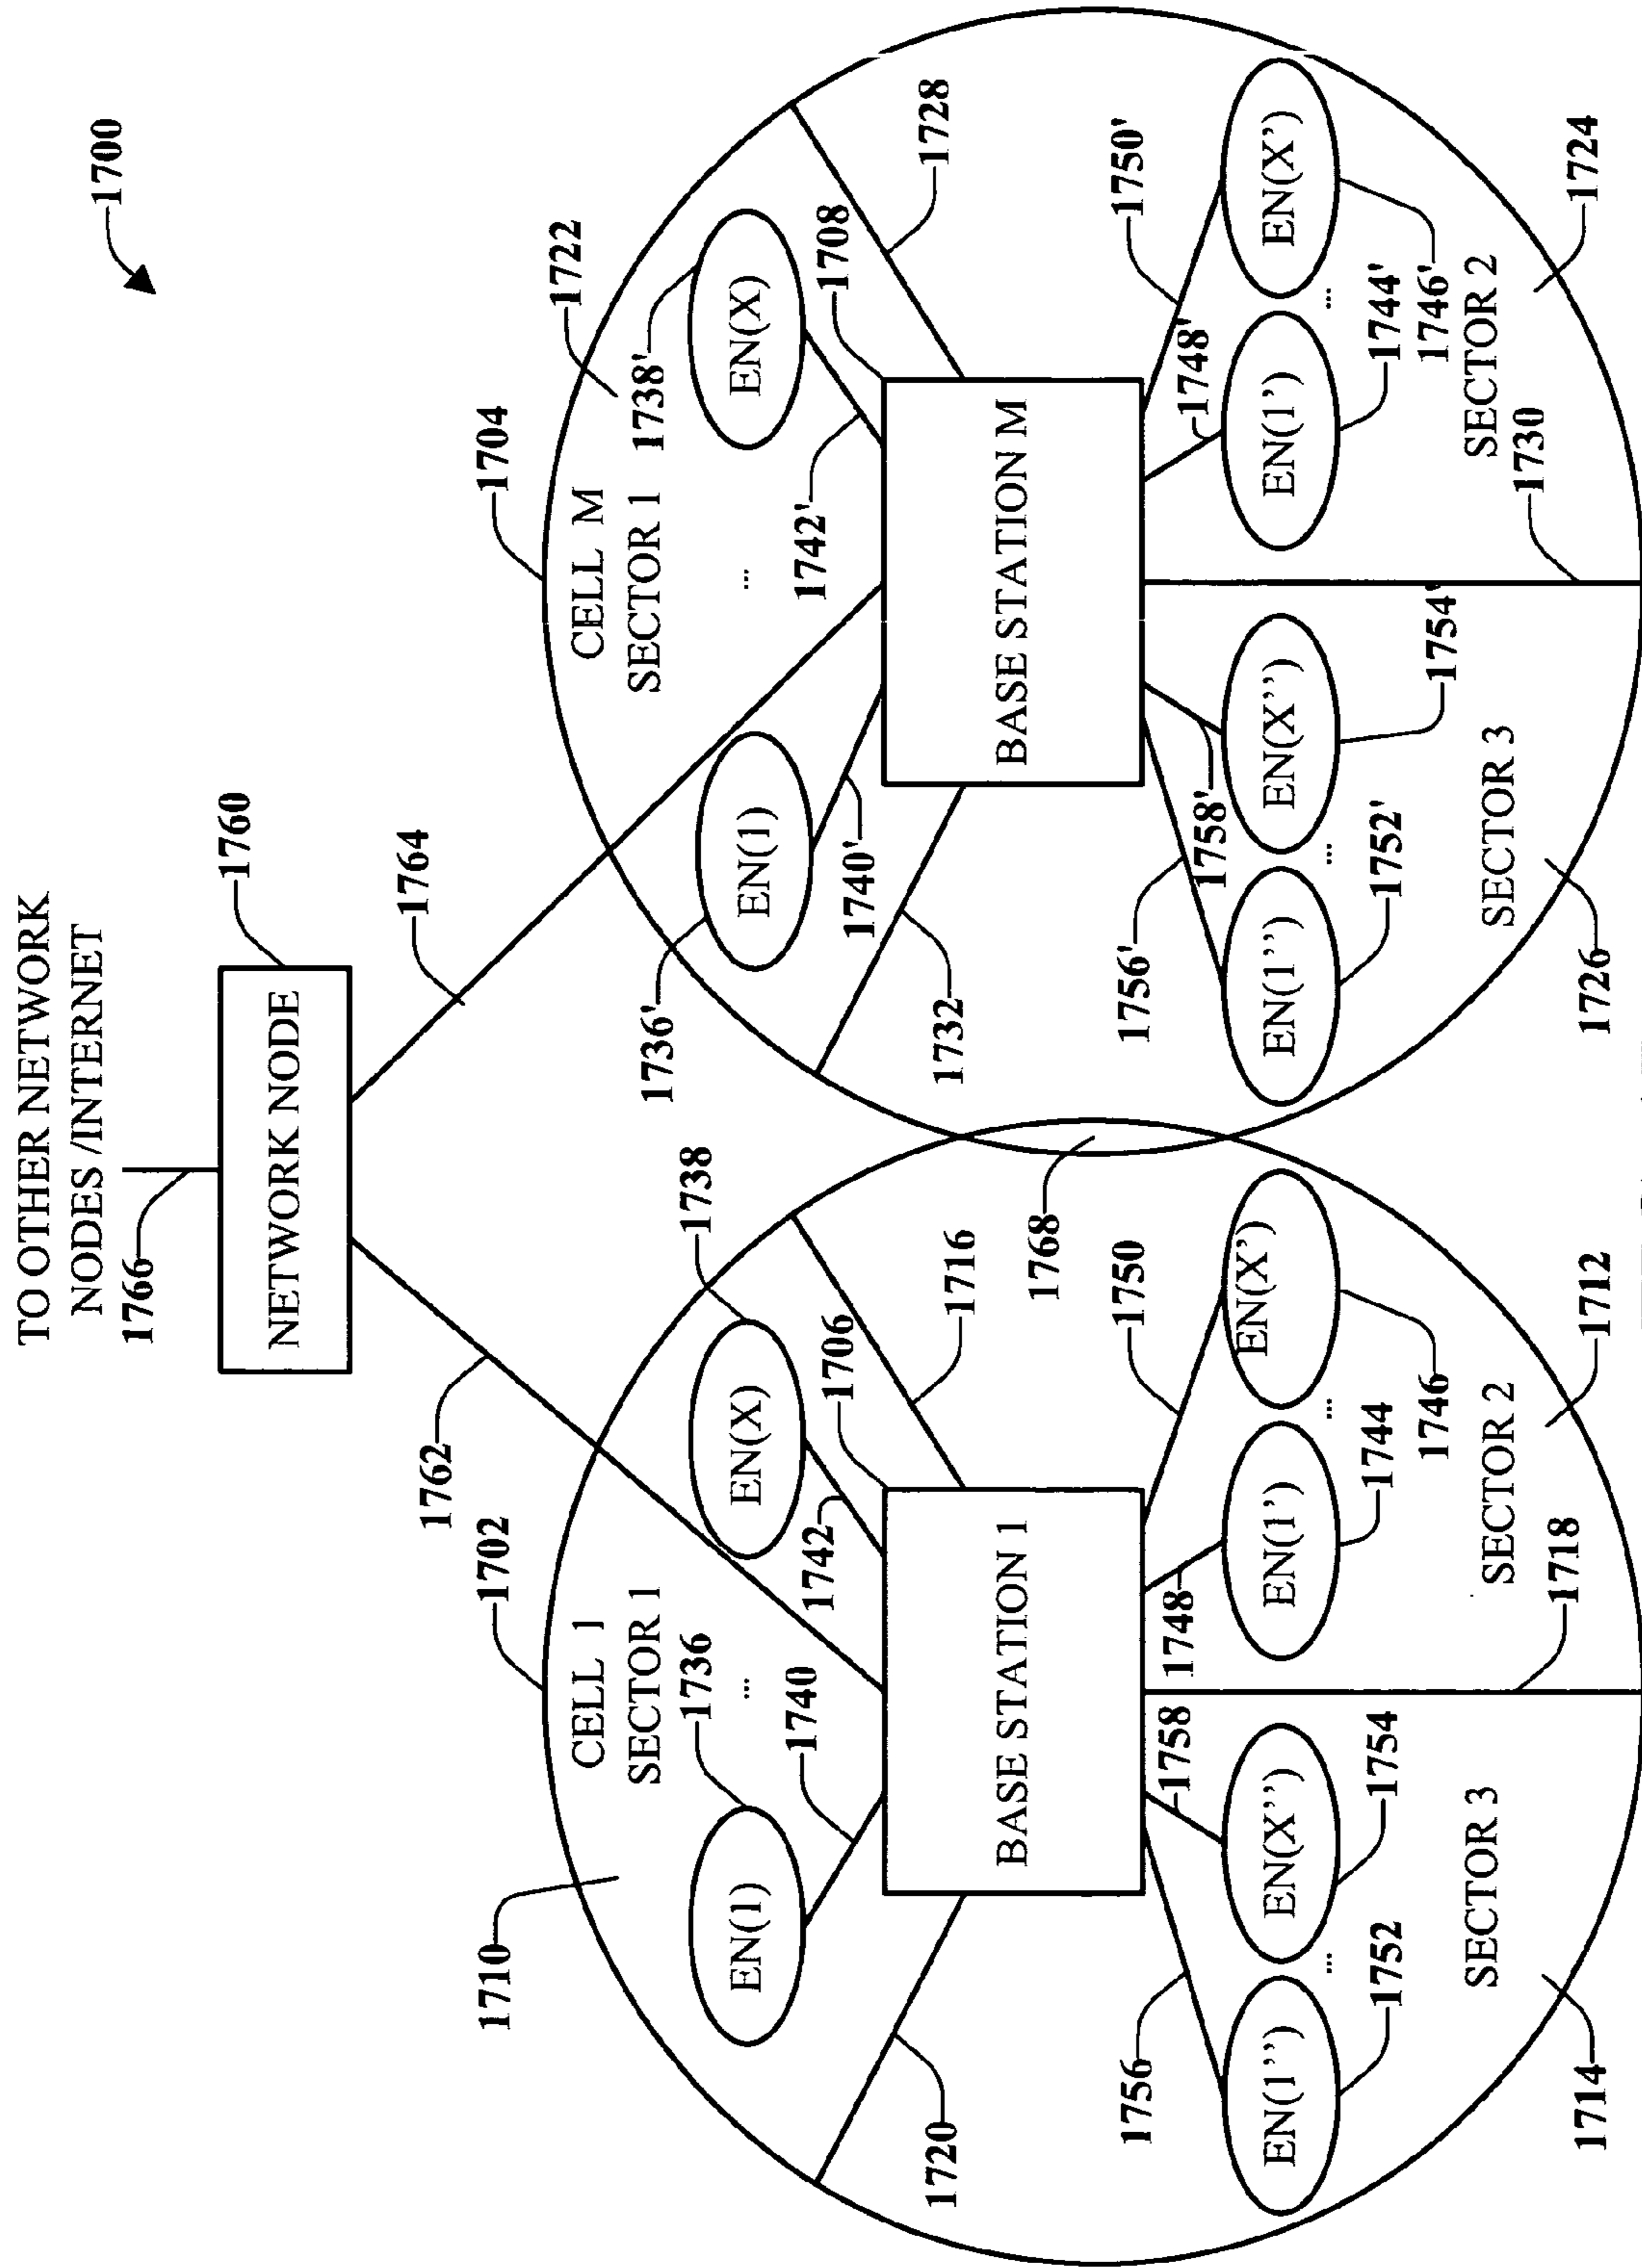 1700
TO OTHER NETWORK
NODES /INTERNET
1766
NETWORK NODE
1760
1762
1764
1702
1704
1710
CELL 1
SECTOR 1
1736
...
1740
EN(1)
EN(X)
1738
1742
1706
BASE STATION 1
1716
1720
1756
EN(1'')
...
1752
EN(X'')
1754
1758
SECTOR 3
1714
1748
EN(1')
1744
...
1750
EN(X')
1746
SECTOR 2
1718
1712
1768
CELL M
SECTOR 1
1722
1736'
EN(1)
1740'
...
1738'
EN(X)
1742'
1708
BASE STATION M
1728
1732
1756'
EN(1'')
...
1752'
1758'
EN(X'')
1754'
SECTOR 3
1726
1748'
EN(1')
1744'
...
1750'
EN(X')
1746'
SECTOR 2
1730
1724